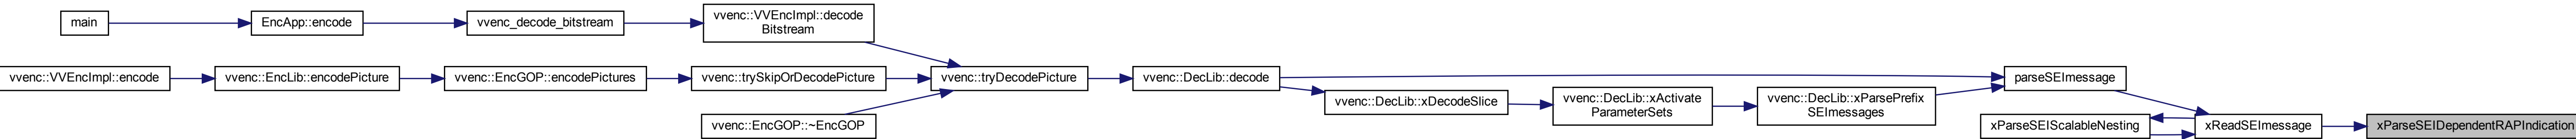 main
EncApp::encode
vvenc_decode_bitstream
vvenc::VVEncImpl::decode
Bitstream
vvenc::VVEncImpl::encode
vvenc::EncLib::encodePicture
vvenc::EncGOP::encodePictures
vvenc::trySkipOrDecodePicture
vvenc::tryDecodePicture
vvenc::DecLib::decode
parseSEImessage
vvenc::DecLib::xDecodeSlice
vvenc::DecLib::xActivate
ParameterSets
vvenc::DecLib::xParsePrefix
SEImessages
vvenc::EncGOP::~EncGOP
xParseSEIScalableNesting
xReadSEImessage
xParseSEIDependentRAPIndication